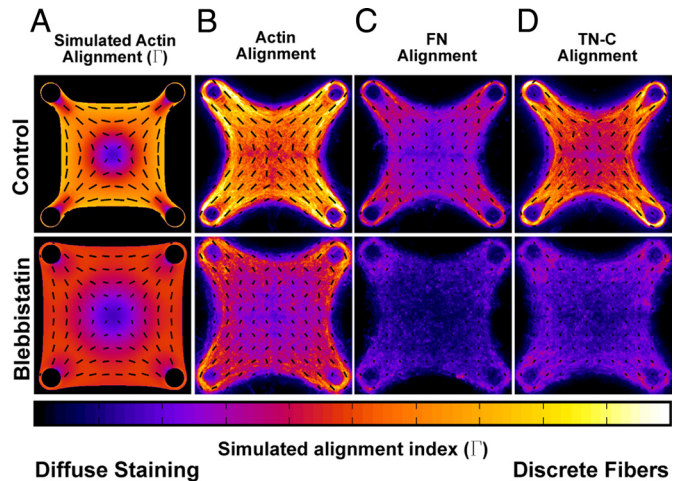 A
Simulated Actin
Alignment (Γ)
B
Actin
Alignment
C
FN
Alignment
D
TN-C
Alignment
Control
Blebbistatin
Simulated alignment index (Γ)
Diffuse Staining
Discrete Fibers